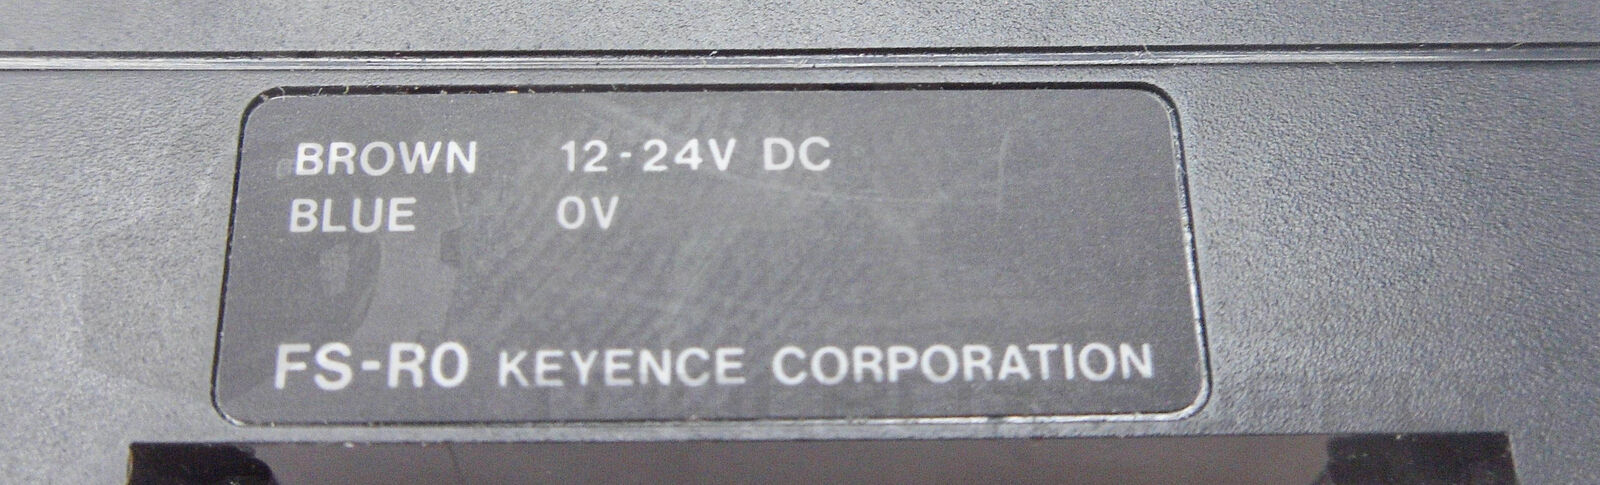 BROWN 12-24V DC
BLUE 0V
FS-R0 KEYENCE CORPORATION